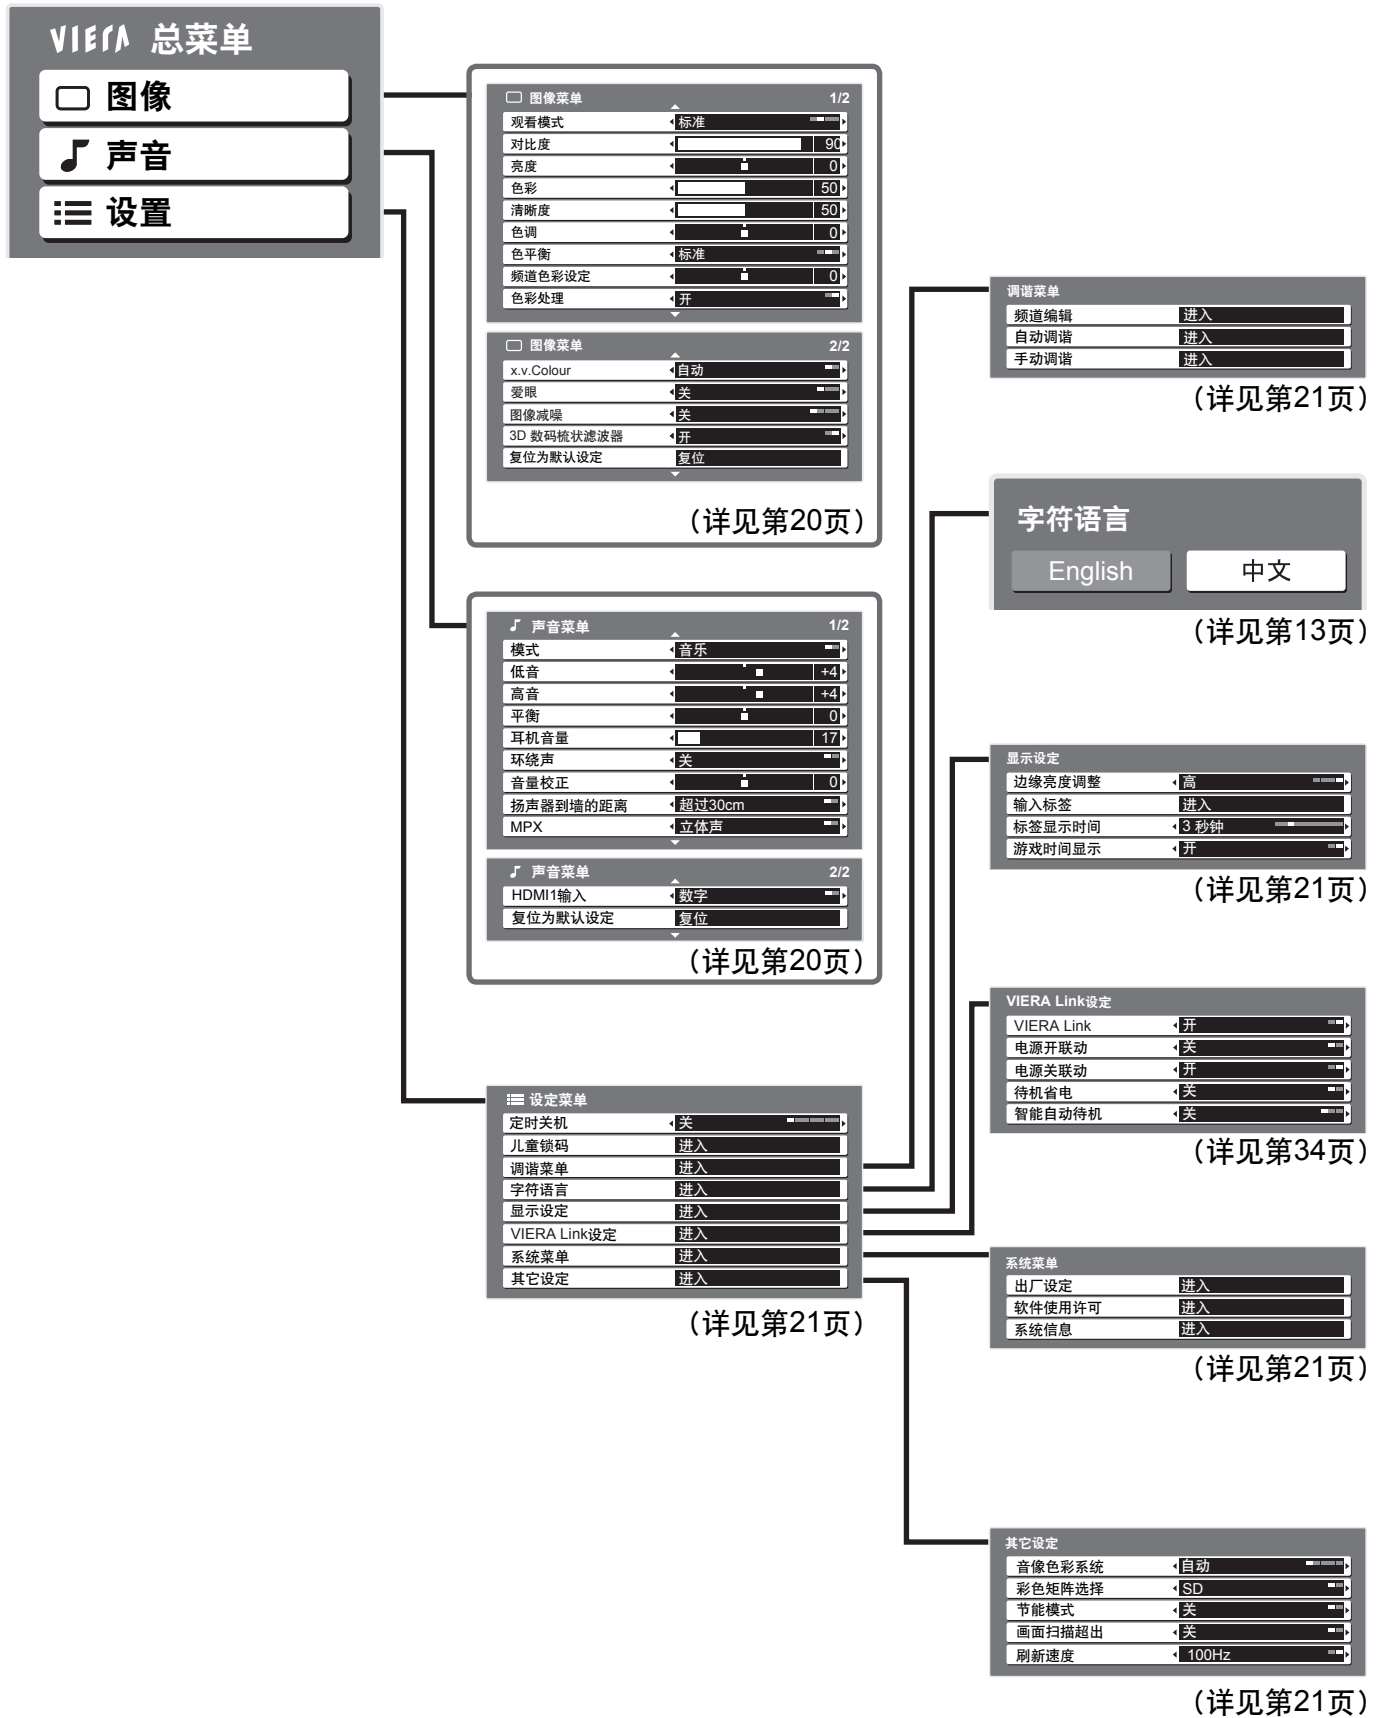 VIERA 总菜单
图像
声音
设置
图像菜单 1/2
观看模式 标准
对比度 90
亮度 0
色彩 50
清晰度 50
色调 0
色平衡 标准
频道色彩设定 0
色彩处理 开
图像菜单 2/2
x.v.Colour 自动
爱眼 关
图像减噪 关
3D 数码梳状滤波器 开
复位为默认设定 复位
（详见第20页）
声音菜单 1/2
模式 音乐
低音 +4
高音 +4
平衡 0
耳机音量 17
环绕声 关
音量校正 0
扬声器到墙的距离 超过30cm
MPX 立体声
声音菜单 2/2
HDMI1输入 数字
复位为默认设定 复位
（详见第20页）
设定菜单
定时关机 关
儿童锁码 进入
调谐菜单 进入
字符语言 进入
显示设定 进入
VIERA Link设定 进入
系统菜单 进入
其它设定 进入
（详见第21页）
调谐菜单
频道编辑 进入
自动调谐 进入
手动调谐 进入
（详见第21页）
字符语言
English 中文
（详见第13页）
显示设定
边缘亮度调整 高
输入标签 进入
标签显示时间 3 秒钟
游戏时间显示 开
（详见第21页）
VIERA Link设定
VIERA Link 开
电源开联动 关
电源关联动 开
待机省电 关
智能自动待机 关
（详见第34页）
系统菜单
出厂设定 进入
软件使用许可 进入
系统信息 进入
（详见第21页）
其它设定
音像色彩系统 自动
彩色矩阵选择 SD
节能模式 关
画面扫描超出 关
刷新速度 100Hz
（详见第21页）